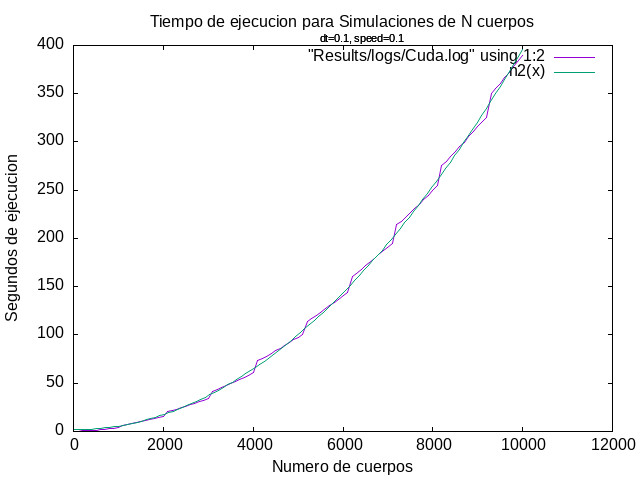 Tiempo de ejecucion para Simulaciones de N cuerpos
dt=0.1, speed=0.1
"Results/logs/Cuda.log" using 1:2
n2(x)
400
350
300
250
200
150
100
50
0
Segundos de ejecucion
0 2000 4000 6000 8000 10000 12000
Numero de cuerpos